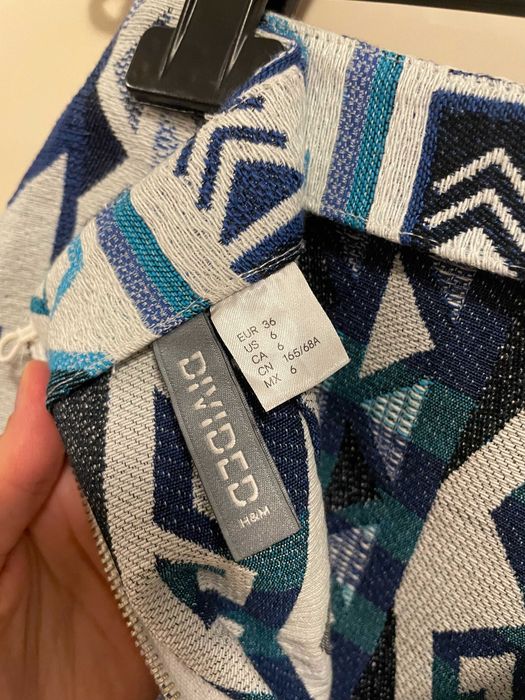 EUR 36
US 6
CA 6
CN 165/68A
MX 6
DIVIDED
H&M